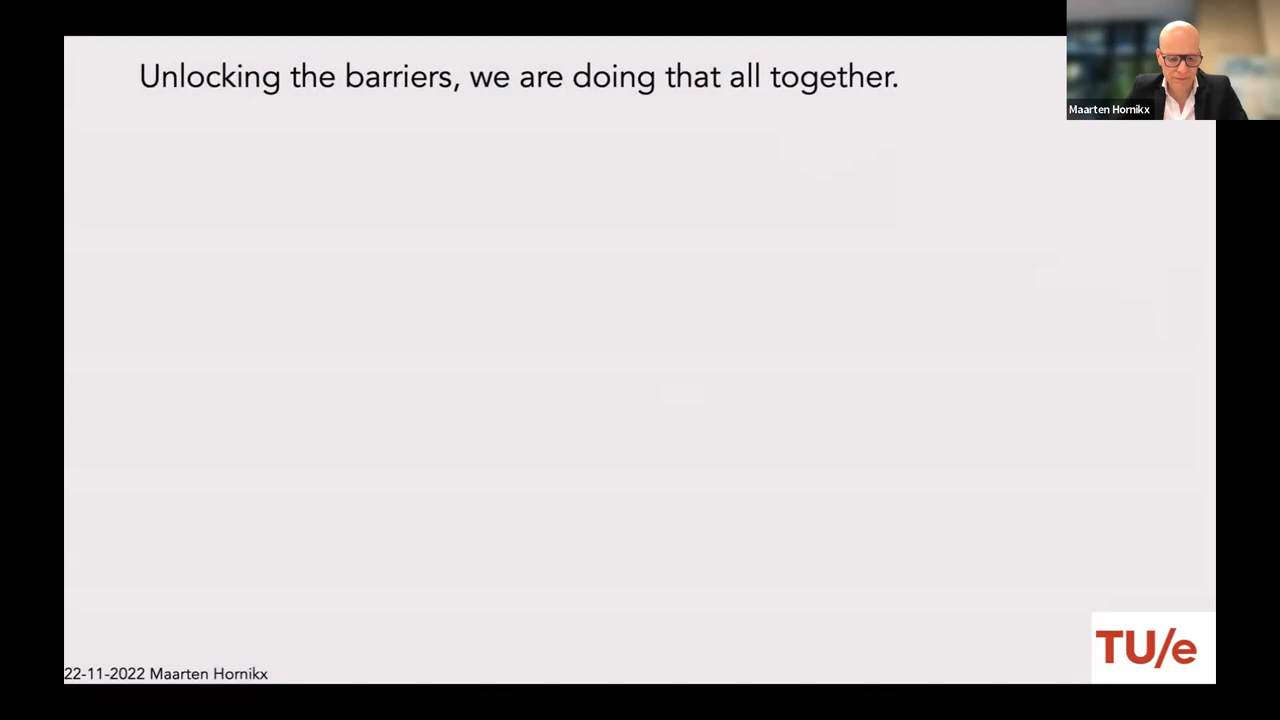 Unlocking the barriers, we are doing that all together.
Maarten Hornikx
TU/e
22-11-2022 Maarten Hornikx